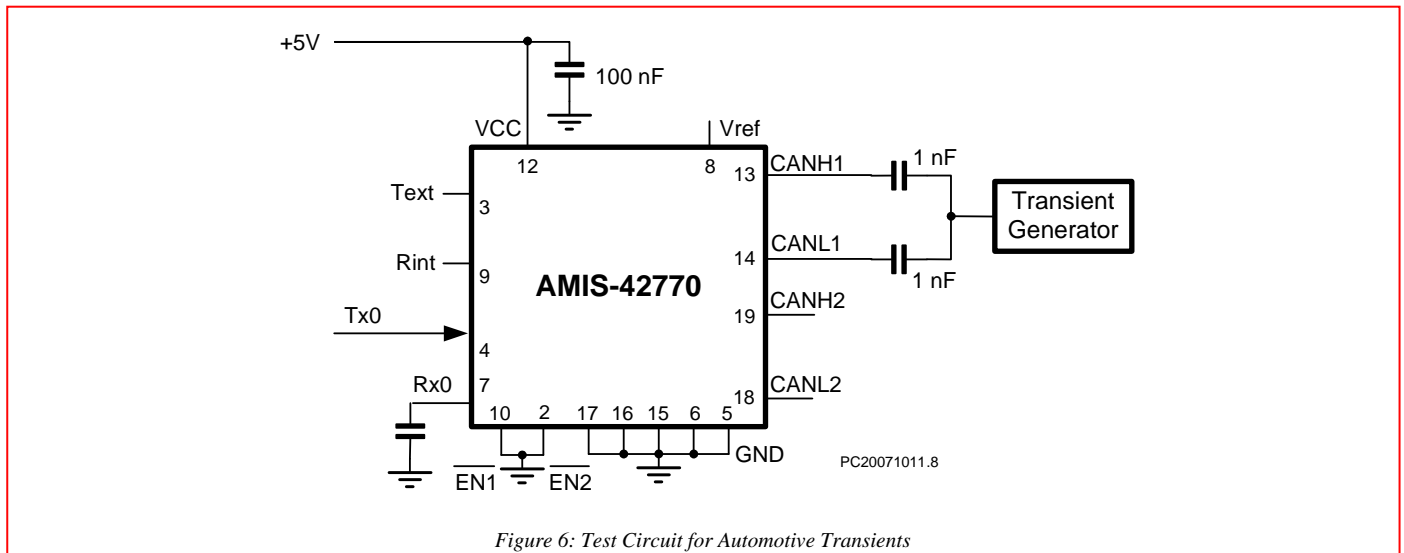 +5V
100 nF
VCC
Vref
12
8
13
CANH1
1 nF
Text
3
Transient
Generator
Rint
9
14
CANL1
1 nF
AMIS-42770
19
CANH2
Tx0
4
Rx0
7
18
CANL2
10 2 17 16 15 6 5
GND
EN1
EN2
PC20071011.8
Figure 6: Test Circuit for Automotive Transients